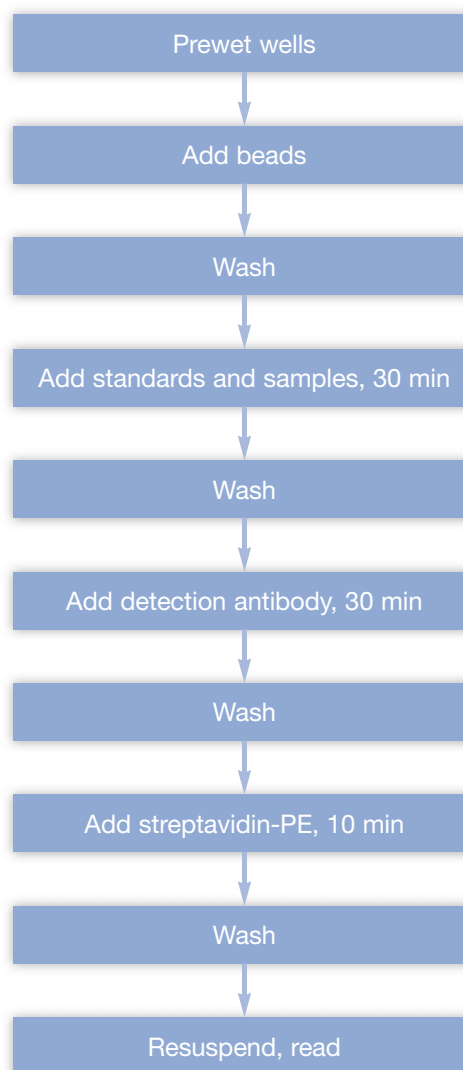 Prewet wells
Add beads
Wash
Add standards and samples, 30 min
Wash
Add detection antibody, 30 min
Wash
Add streptavidin-PE, 10 min
Wash
Resuspend, read